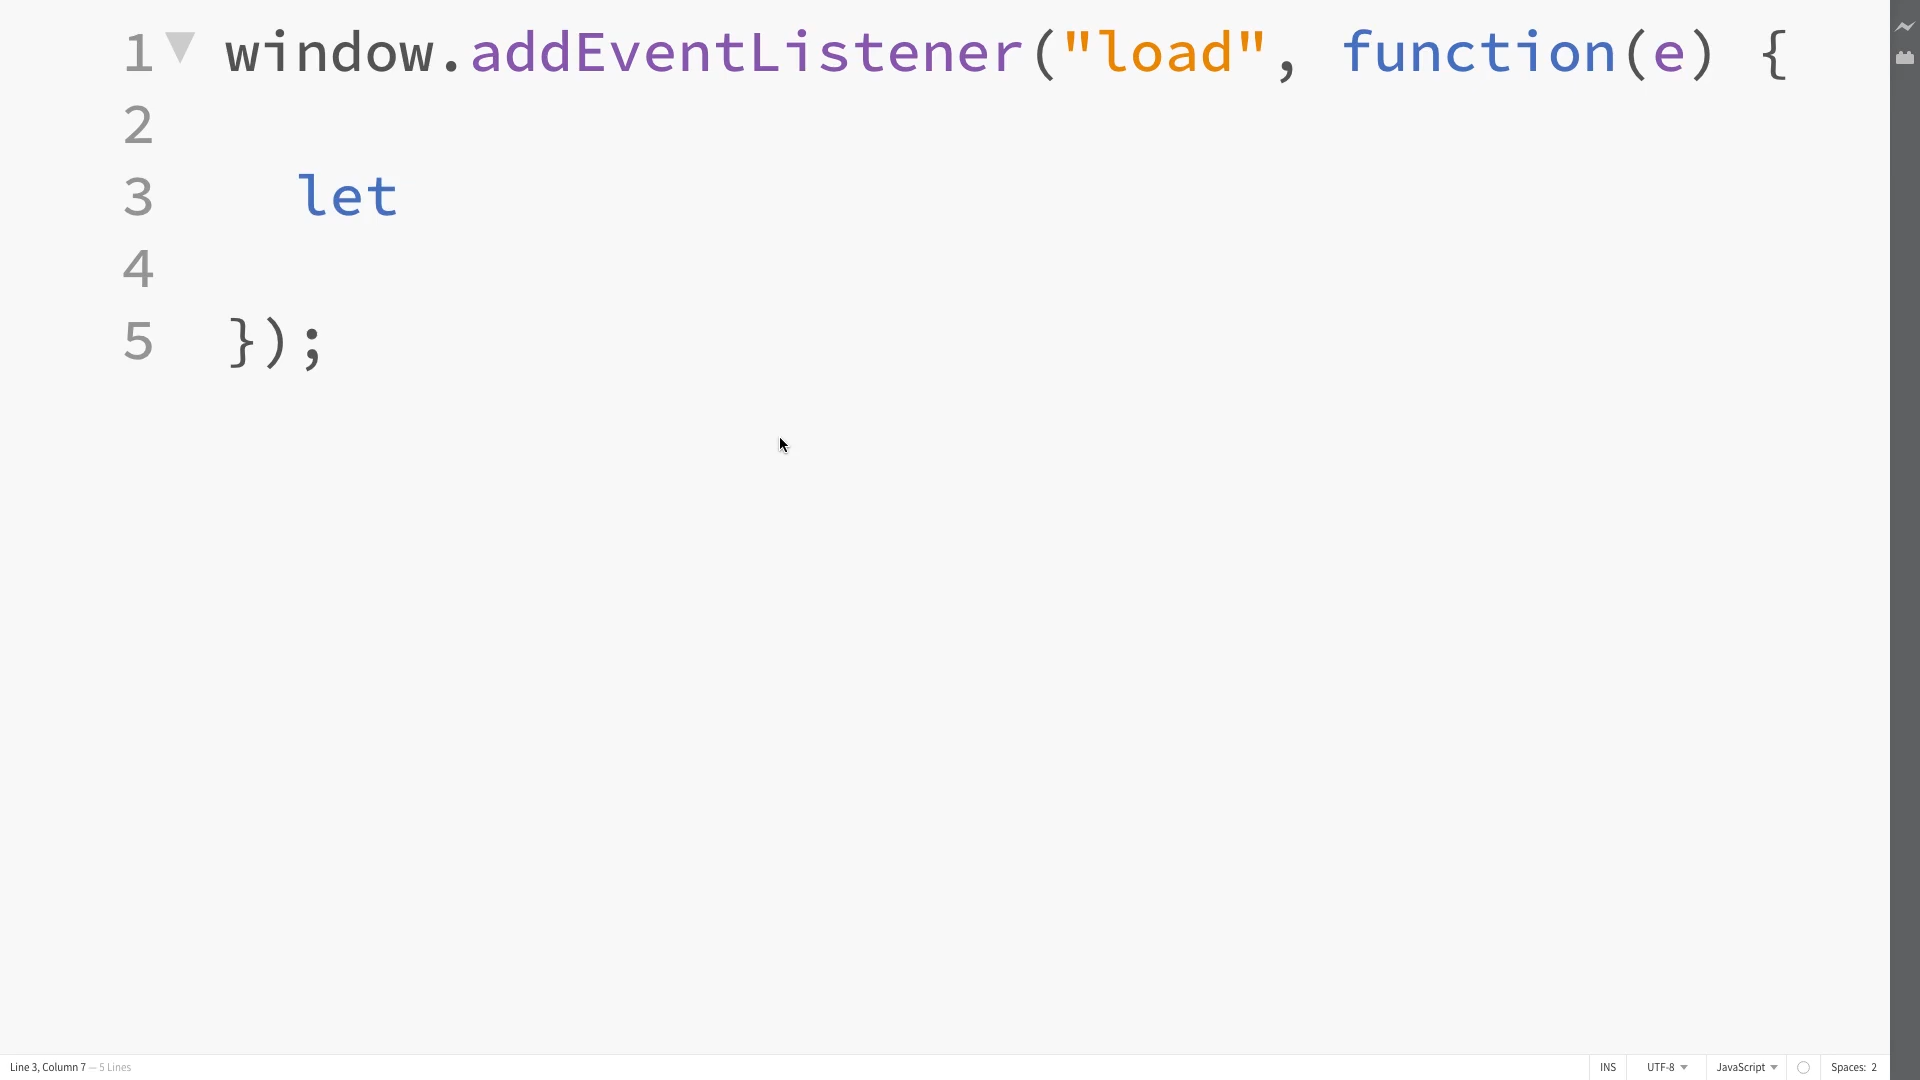 1 window.addEventListener("load", function(e) {
2
3 let
4
5 });
Line 3, Column 7 — 5 Lines
INS UTF-8 JavaScript Spaces: 2